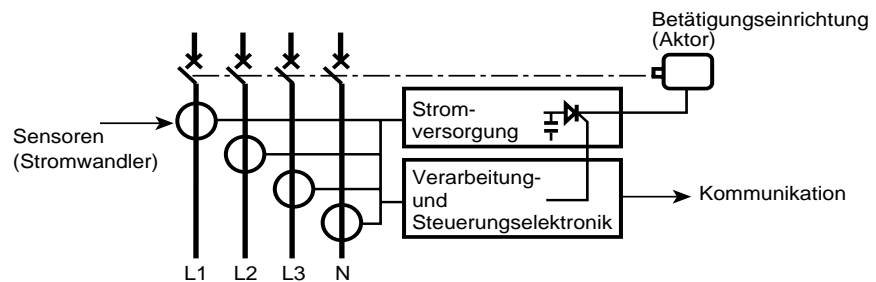 Betätigungseinrichtung
(Aktor)
Strom-
versorgung
Sensoren
(Stromwandler)
Verarbeitung-
und
Steuerungselektronik
Kommunikation
L1 L2 L3 N